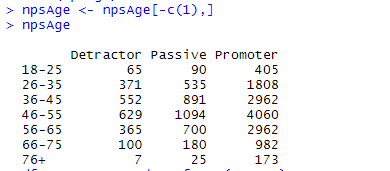 > npsAge <- npsAge[-c(1),]
> npsAge
Detractor Passive Promoter
18-25 65 90 405
26-35 371 535 1808
36-45 552 891 2962
46-55 629 1094 4060
56-65 365 700 2962
66-75 100 180 982
76+ 7 25 173